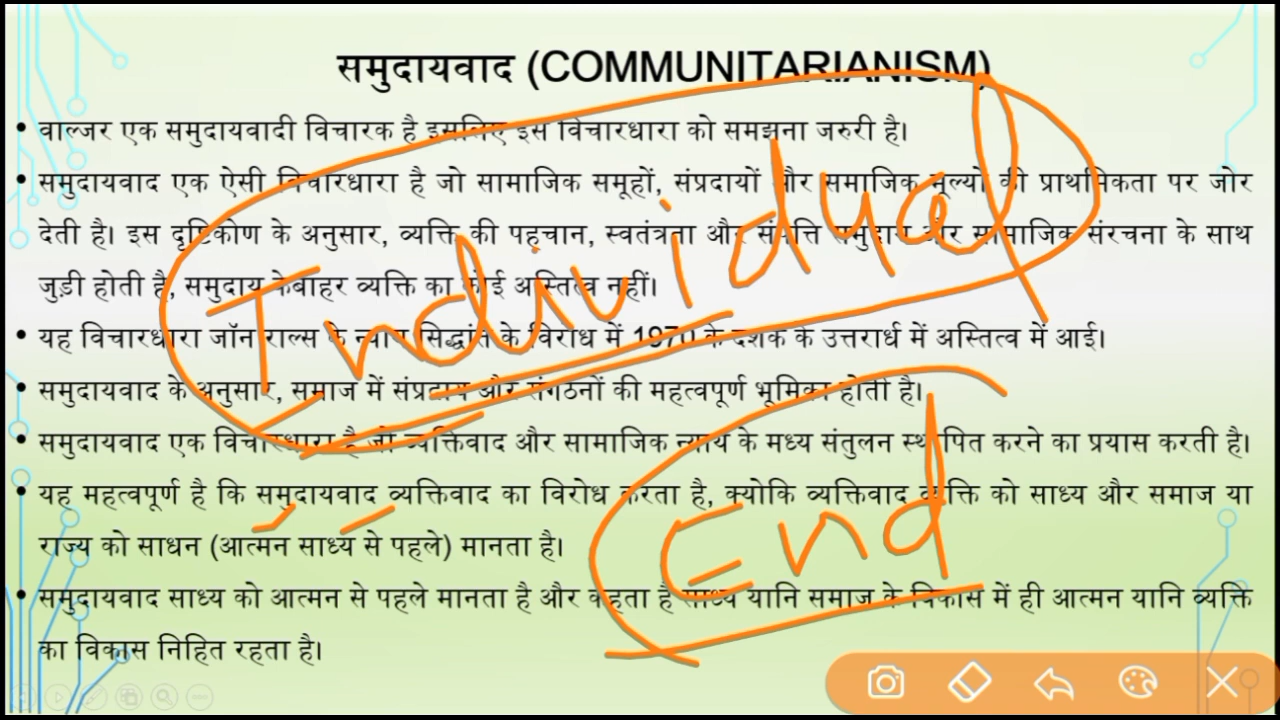 समुदायवाद (COMMUNITARIANISM)
• वाल्जर एक समुदायवादी विचारक है इसलिए इस विचारधारा को समझना जरुरी है।
• समुदायवाद एक ऐसी विचारधारा है जो सामाजिक समूहों, संप्रदायों और समाजिक मूल्यों की प्राथमिकता पर जोर
देती है। इस दृष्टिकोण के अनुसार, व्यक्ति की पहचान, स्वतंत्रता और संपत्ति समुदाय और सामाजिक संरचना के साथ
जुड़ी होती है, समुदाय केबाहर व्यक्ति का कोई अस्तित्व नहीं।
Individual
• यह विचारधारा जॉन राल्स के न्याय सिद्धांत के विरोध में 1970 के दशक के उत्तरार्ध में अस्तित्व में आई।
• समुदायवाद के अनुसार, समाज में संप्रदाय और संगठनों की महत्वपूर्ण भूमिका होती है।
• समुदायवाद एक विचारधारा है जो व्यक्तिवाद और सामाजिक न्याय के मध्य संतुलन स्थापित करने का प्रयास करती है।
• यह महत्वपूर्ण है कि समुदायवाद व्यक्तिवाद का विरोध करता है, क्योकि व्यक्तिवाद व्यक्ति को साध्य और समाज या
राज्य को साधन (आत्मन साध्य से पहले) मानता है।
End
• समुदायवाद साध्य को आत्मन से पहले मानता है और कहता है साध्य यानि समाज के विकास में ही आत्मन यानि व्यक्ति
का विकास निहित रहता है।